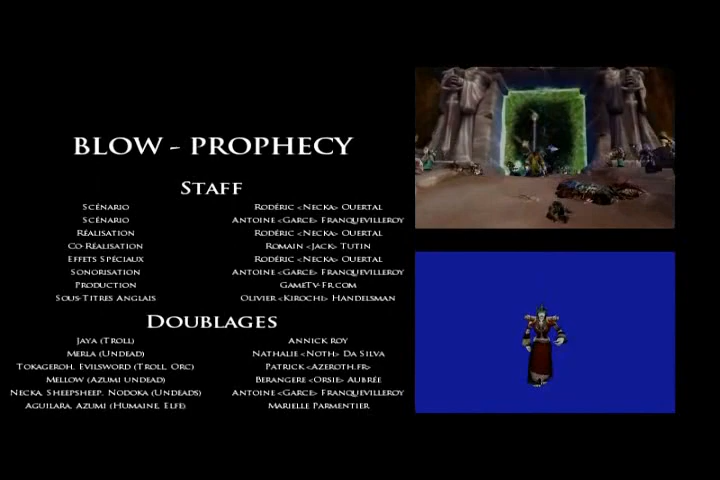 BLOW - PROPHECY
STAFF
SCÉNARIO RODÉRIC <NECKA> OUERTAL
SCÉNARIO ANTOINE <GARCE> FRANQUEVILLEROY
RÉALISATION RODÉRIC <NECKA> OUERTAL
CO RÉALISATION ROMAIN <JACK> TUTIN
EFFETS SPÉCIAUX RODÉRIC <NECKA> OUERTAL
SONORISATION ANTOINE <GARCE> FRANQUEVILLEROY
PRODUCTION GAMETV-FR.COM
SOUS-TITRES ANGLAIS OLIVIER <KIROCHI> HANDELSMAN
DOUBLAGES
JAYA (TROLL) ANNICK ROY
MERLA (UNDEAD) NATHALIE <NOTH> DA SILVA
TOKAGEROH, EVILSWORD (TROLL, ORC) PATRICK <AZEROTH.FR>
MELLOW (AZUMI UNDEAD) BERANGERE <ORSIE> AUBRÉE
NECKA, SHEEPSHEEP, NODOKA (UNDEADS) ANTOINE <GARCE> FRANQUEVILLEROY
AGUILARA, AZUMI (HUMAINE, ELFE) MARIELLE PARMENTIER